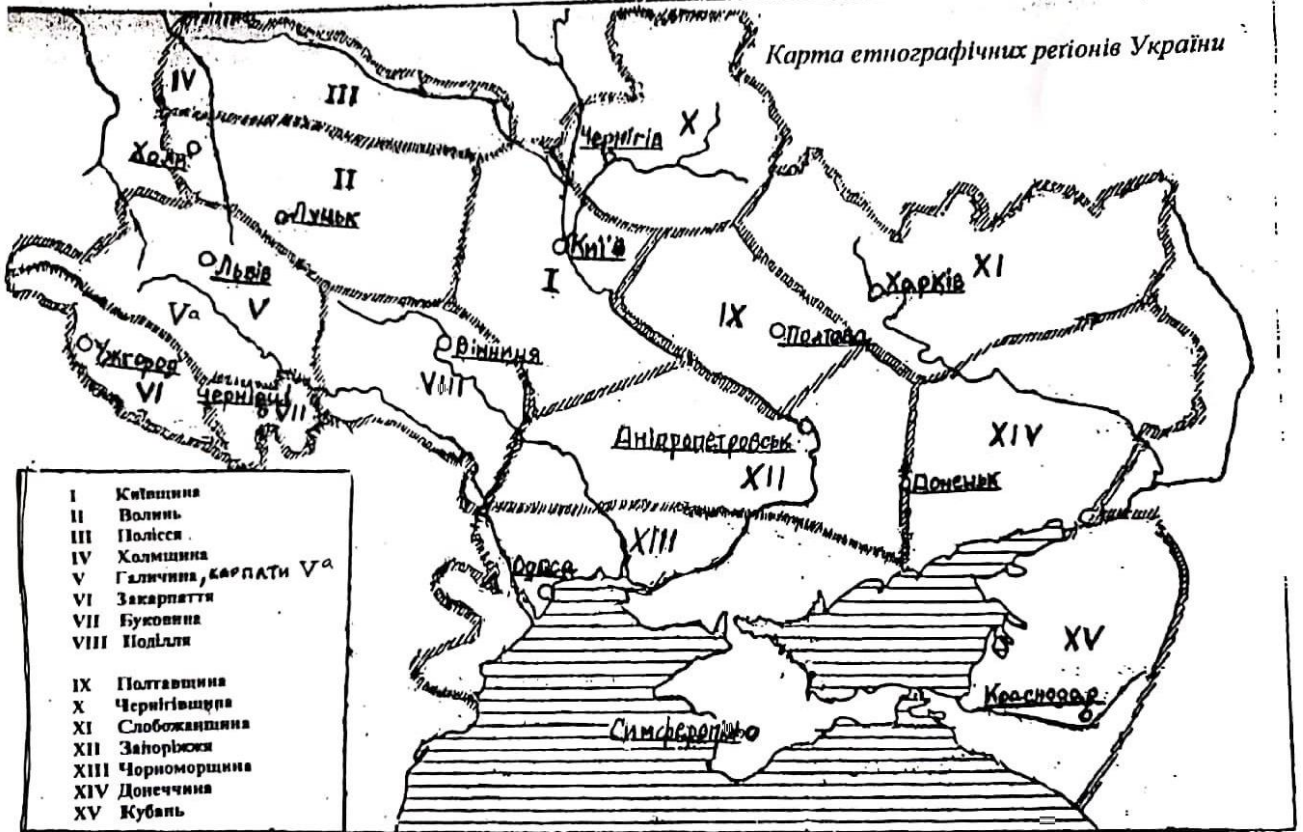 Карта етнографічних регіонів України
IV
III
X
Чернігів
Холм
II
Луцьк
Київ
Львів
I
XI
Харків
V
Vᵃ
IX
Полтава
Ужгород
Вінниця
VI
Чернівці
VII
VIII
Дніпропетровськ
XII
XIV
Донецьк
XIII
Одеса
XV
Краснодар
Симферопіль
I Київщина
II Волинь
III Полісся
IV Холмщина
V Галичина, КАРПАТИ Vᵃ
VI Закарпаття
VII Буковина
VIII Поділля
IX Полтавщина
X Чернігівщина
XI Слобожанщина
XII Запоріжжя
XIII Чорноморщина
XIV Донеччина
XV Кубань